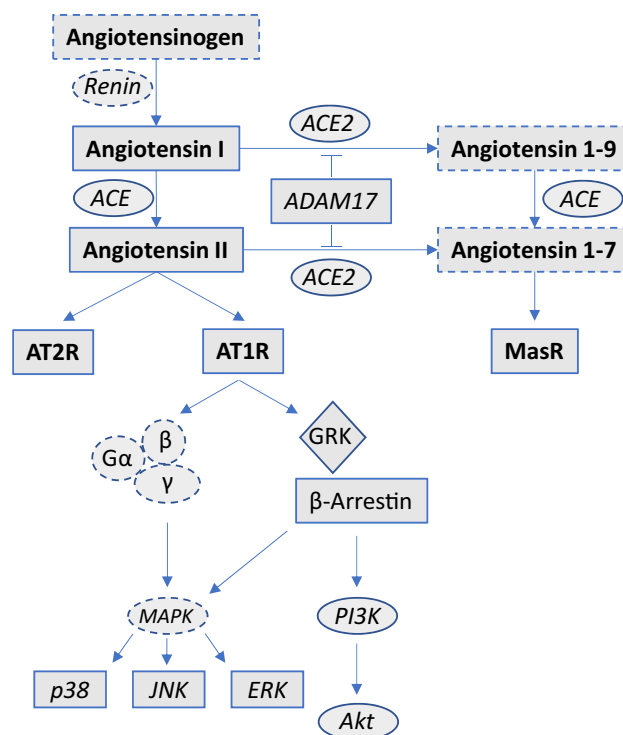 Angiotensinogen
Renin
ACE2
Angiotensin I
Angiotensin 1-9
ACE
ADAM17
ACE
Angiotensin II
Angiotensin 1-7
ACE2
AT2R
AT1R
MasR
Gα
β
γ
GRK
β-Arrestin
MAPK
PI3K
p38
JNK
ERK
Akt